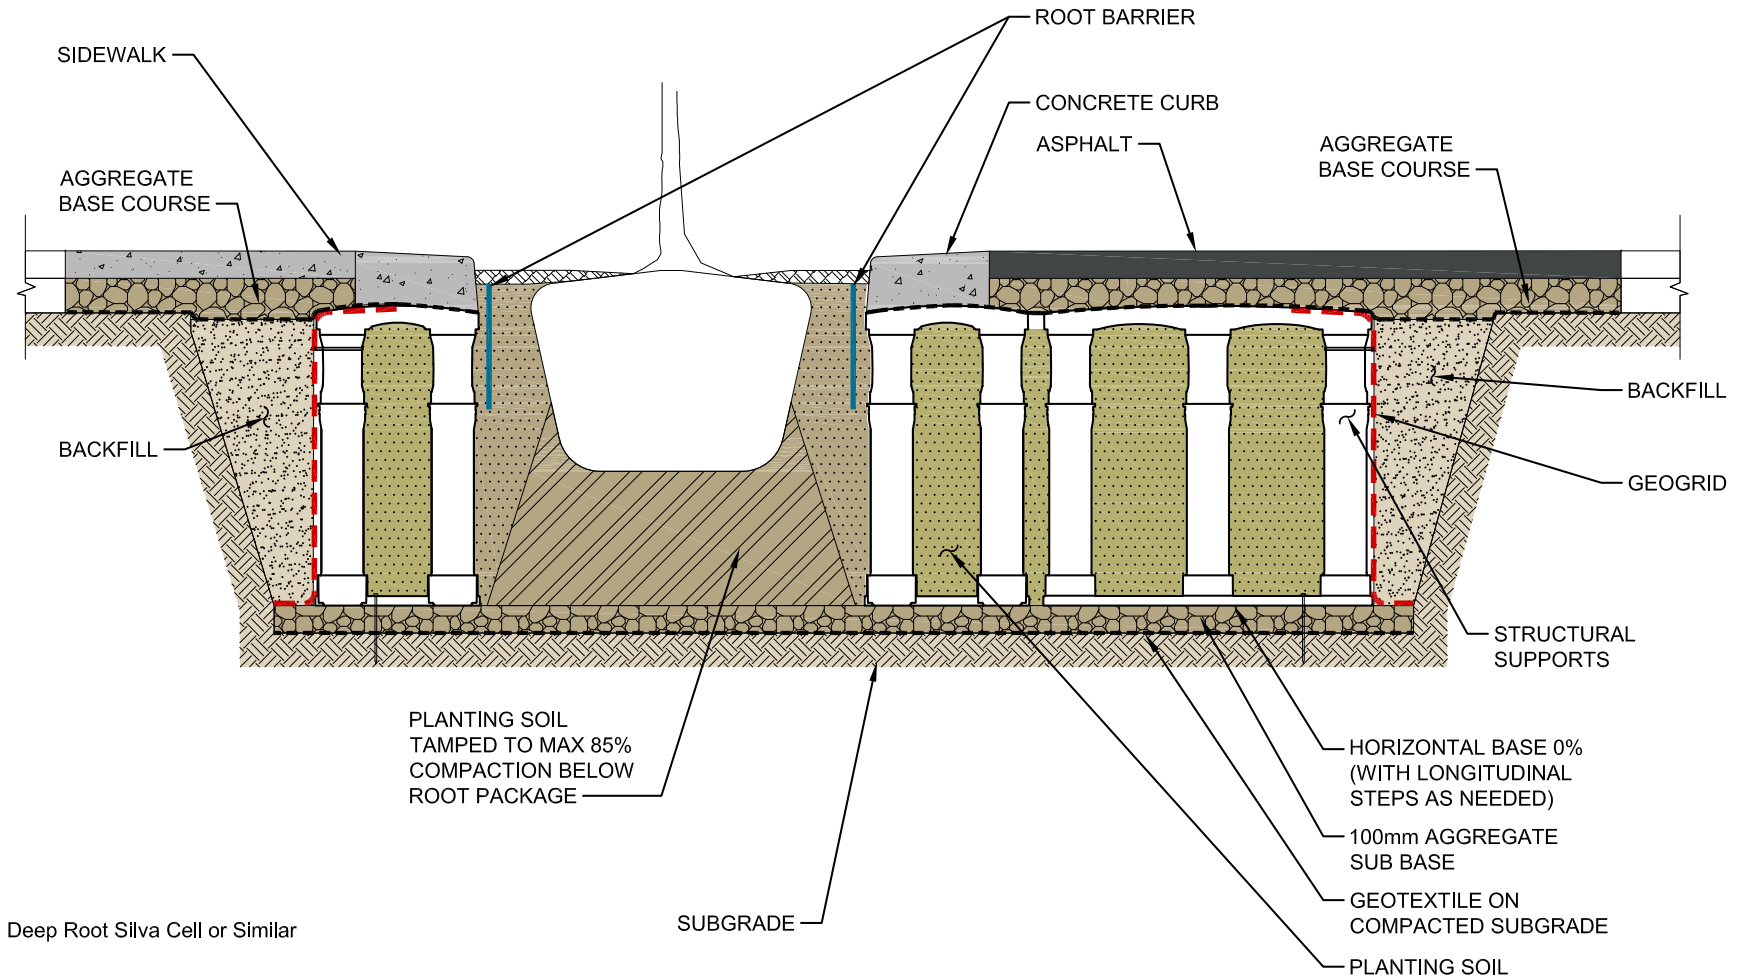 ROOT BARRIER
SIDEWALK
CONCRETE CURB
ASPHALT
AGGREGATE
BASE COURSE
AGGREGATE
BASE COURSE
BACKFILL
BACKFILL
GEOGRID
STRUCTURAL
SUPPORTS
PLANTING SOIL
TAMPED TO MAX 85%
COMPACTION BELOW
ROOT PACKAGE
HORIZONTAL BASE 0%
(WITH LONGITUDINAL
STEPS AS NEEDED)
100mm AGGREGATE
SUB BASE
GEOTEXTILE ON
COMPACTED SUBGRADE
SUBGRADE
PLANTING SOIL
Deep Root Silva Cell or Similar